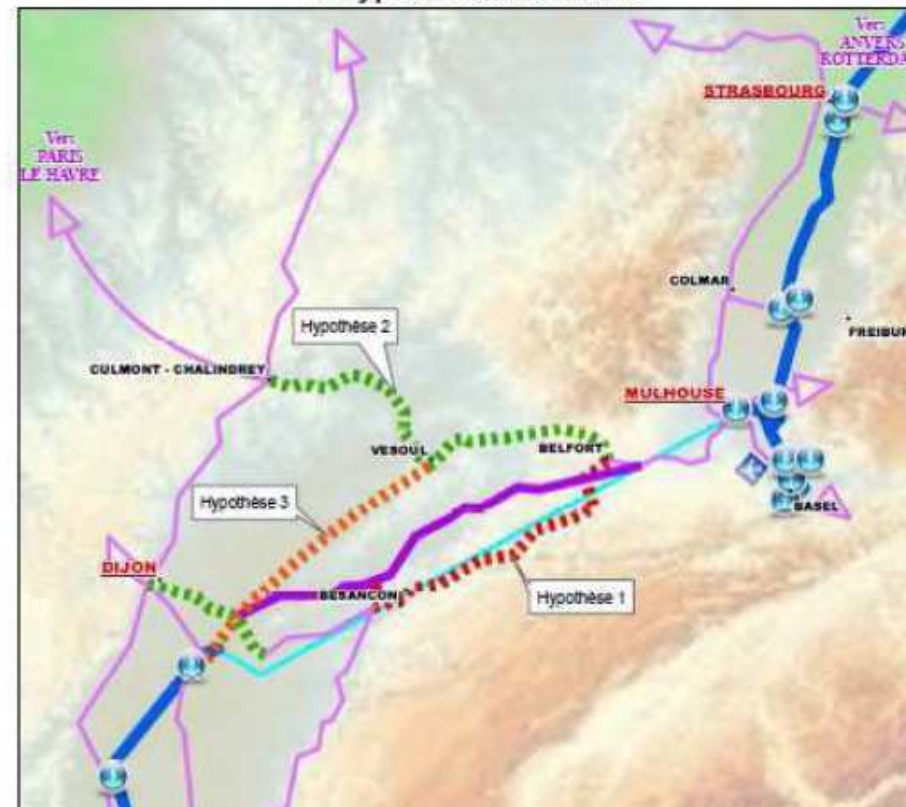 Vers
ANVERS
ROTTERDA
STRASBOURG
Vers
PARIS
LE HAVRE
COLMAR
FREIBUR
Hypothèse 2
CULMONT - CHALINDREY
MULHOUSE
VESOUL
BELFORT
Hypothèse 3
BASEL
DIJON
BESANCON
Hypothèse 1